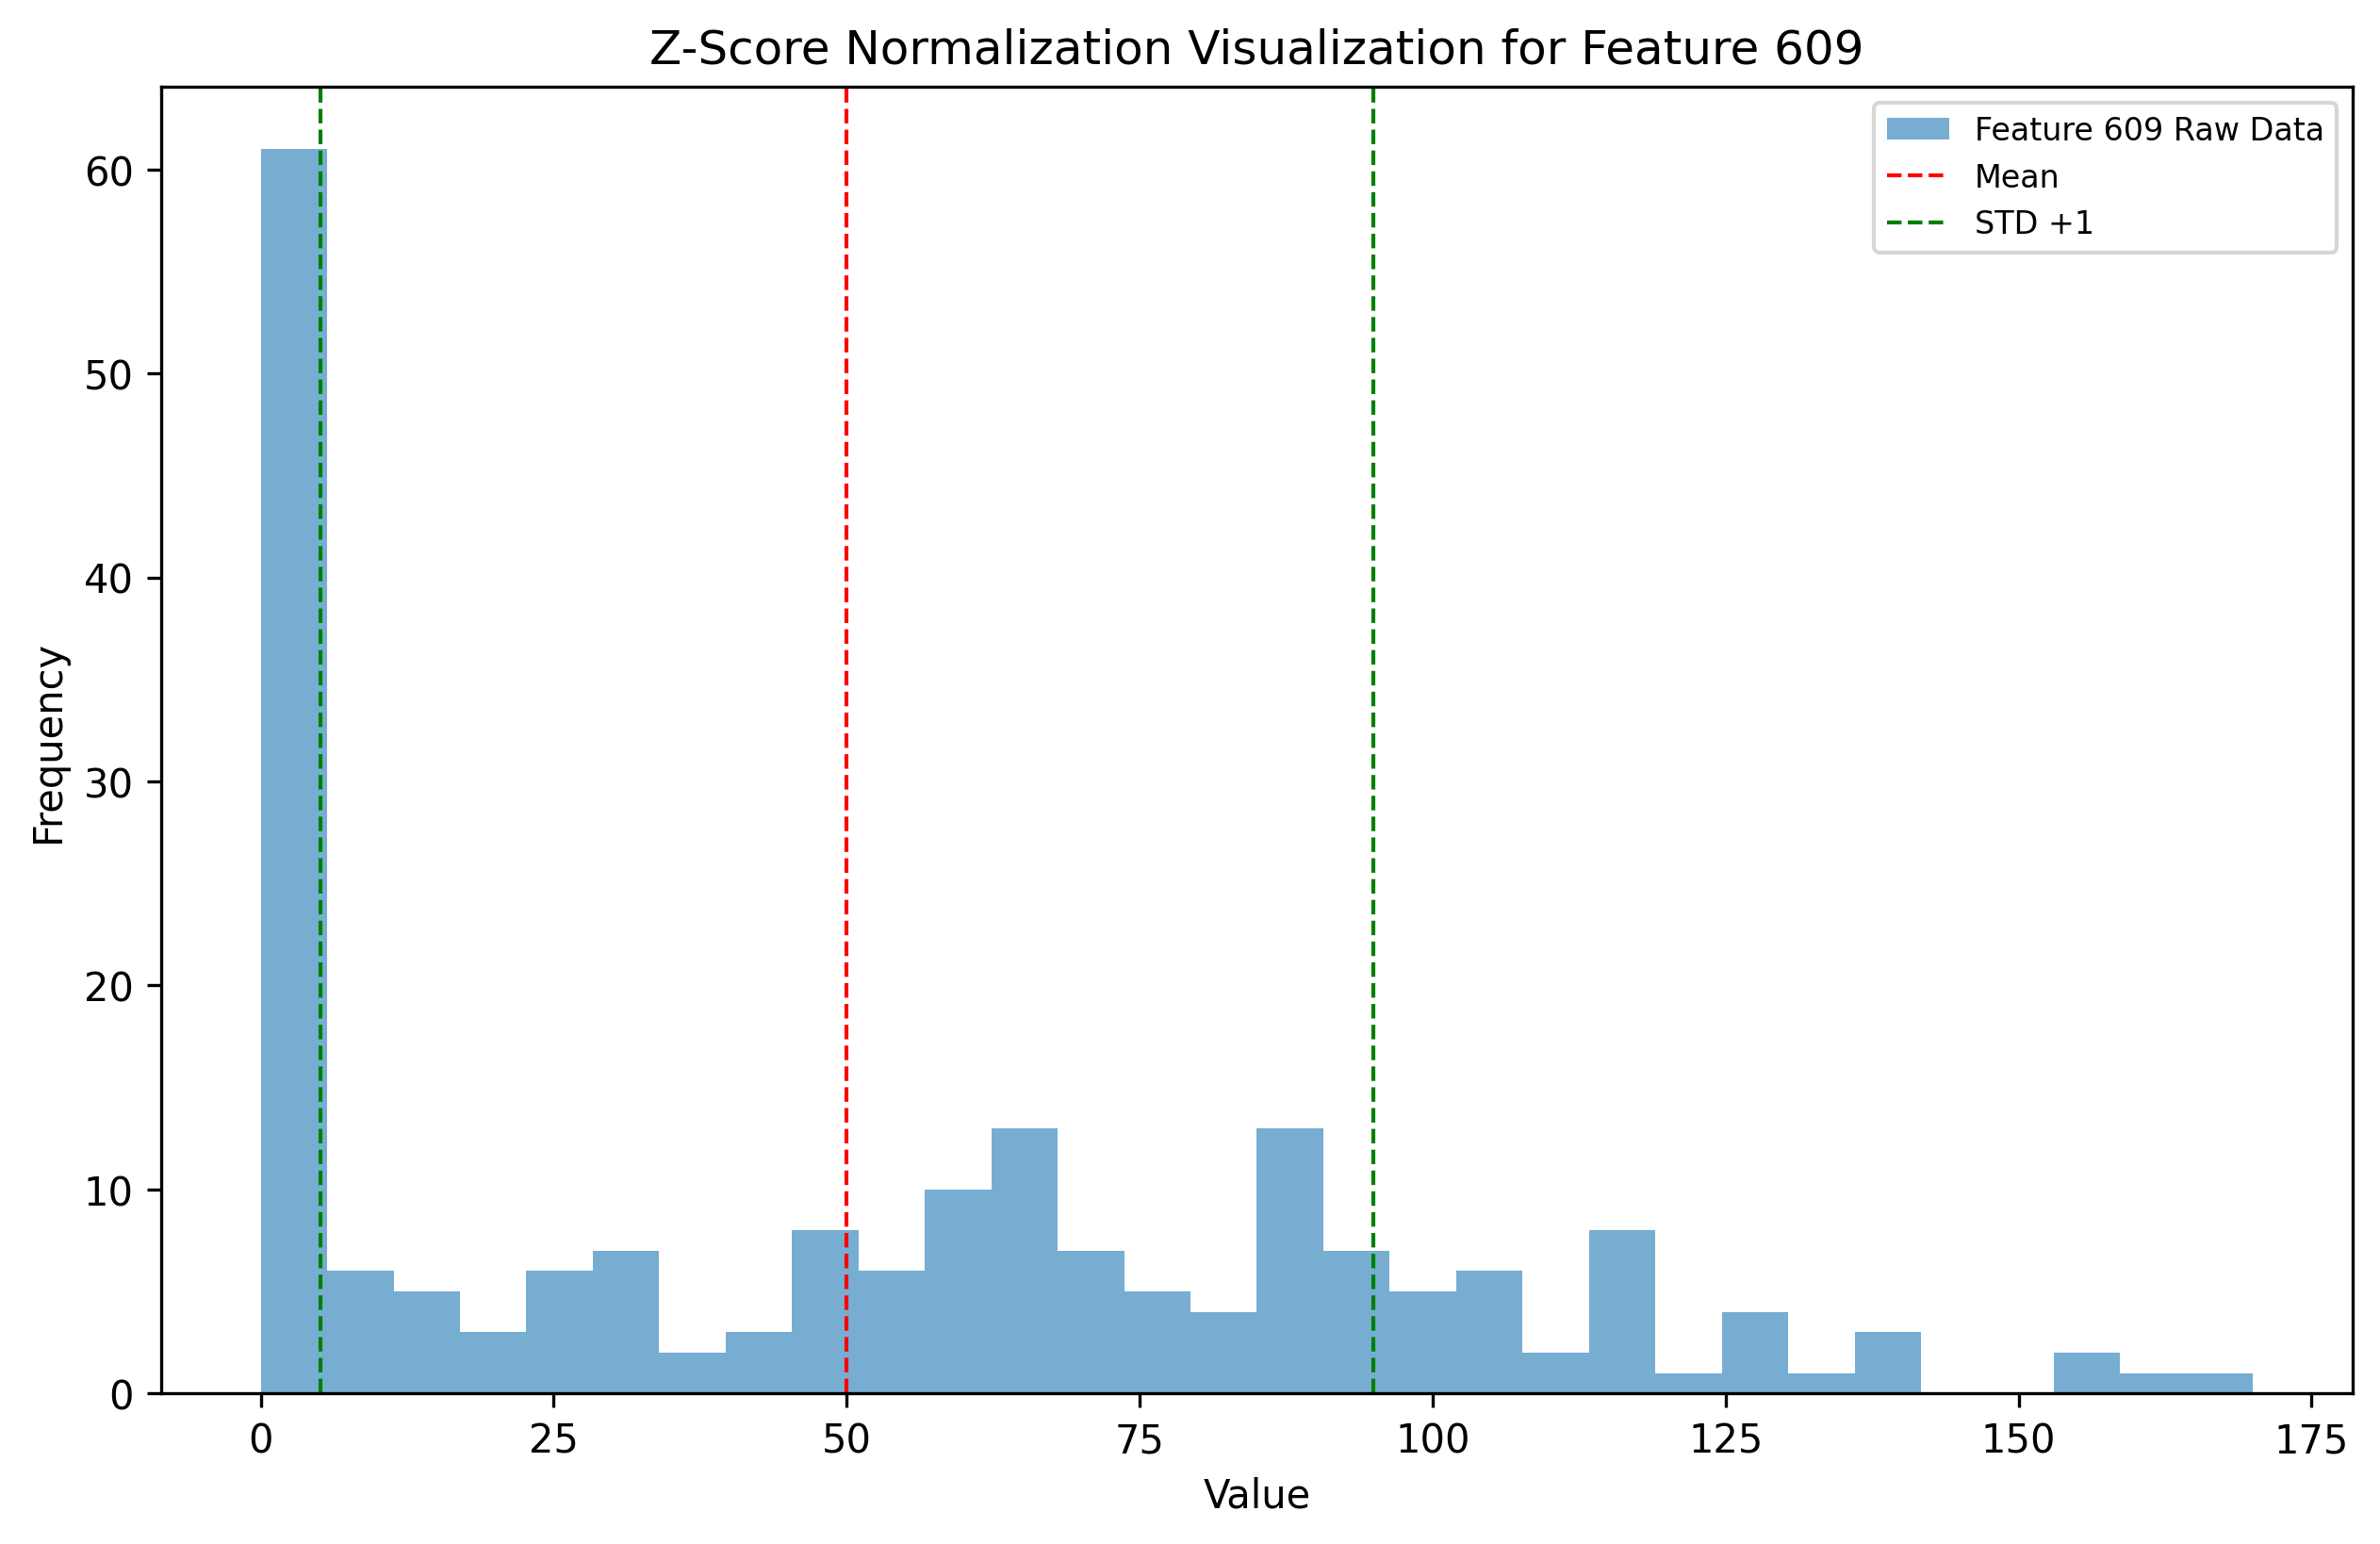 Z-Score Normalization Visualization for Feature 609
Feature 609 Raw Data
Mean
STD +1
60
50
40
30
20
10
0
Frequency
0 25 50 75 100 125 150 175
Value